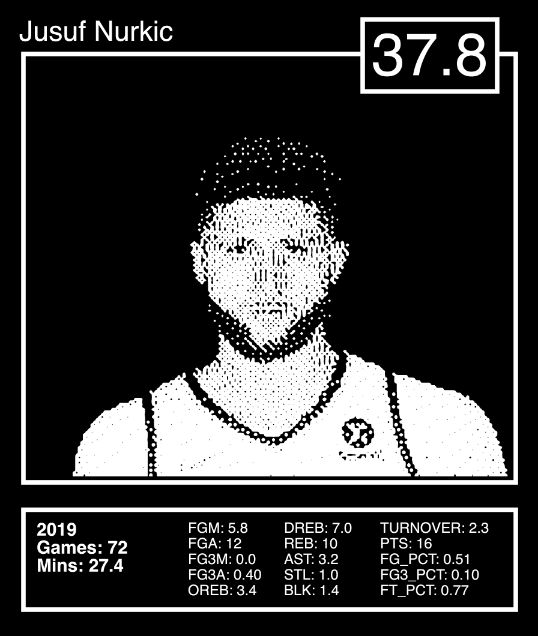 Jusuf Nurkic
37.8
2019
Games: 72
Mins: 27.4
FGM: 5.8
FGA: 12
FG3M: 0.0
FG3A: 0.40
OREB: 3.4
DREB: 7.0
REB: 10
AST: 3.2
STL: 1.0
BLK: 1.4
TURNOVER: 2.3
PTS: 16
FG_PCT: 0.51
FG3_PCT: 0.10
FT_PCT: 0.77